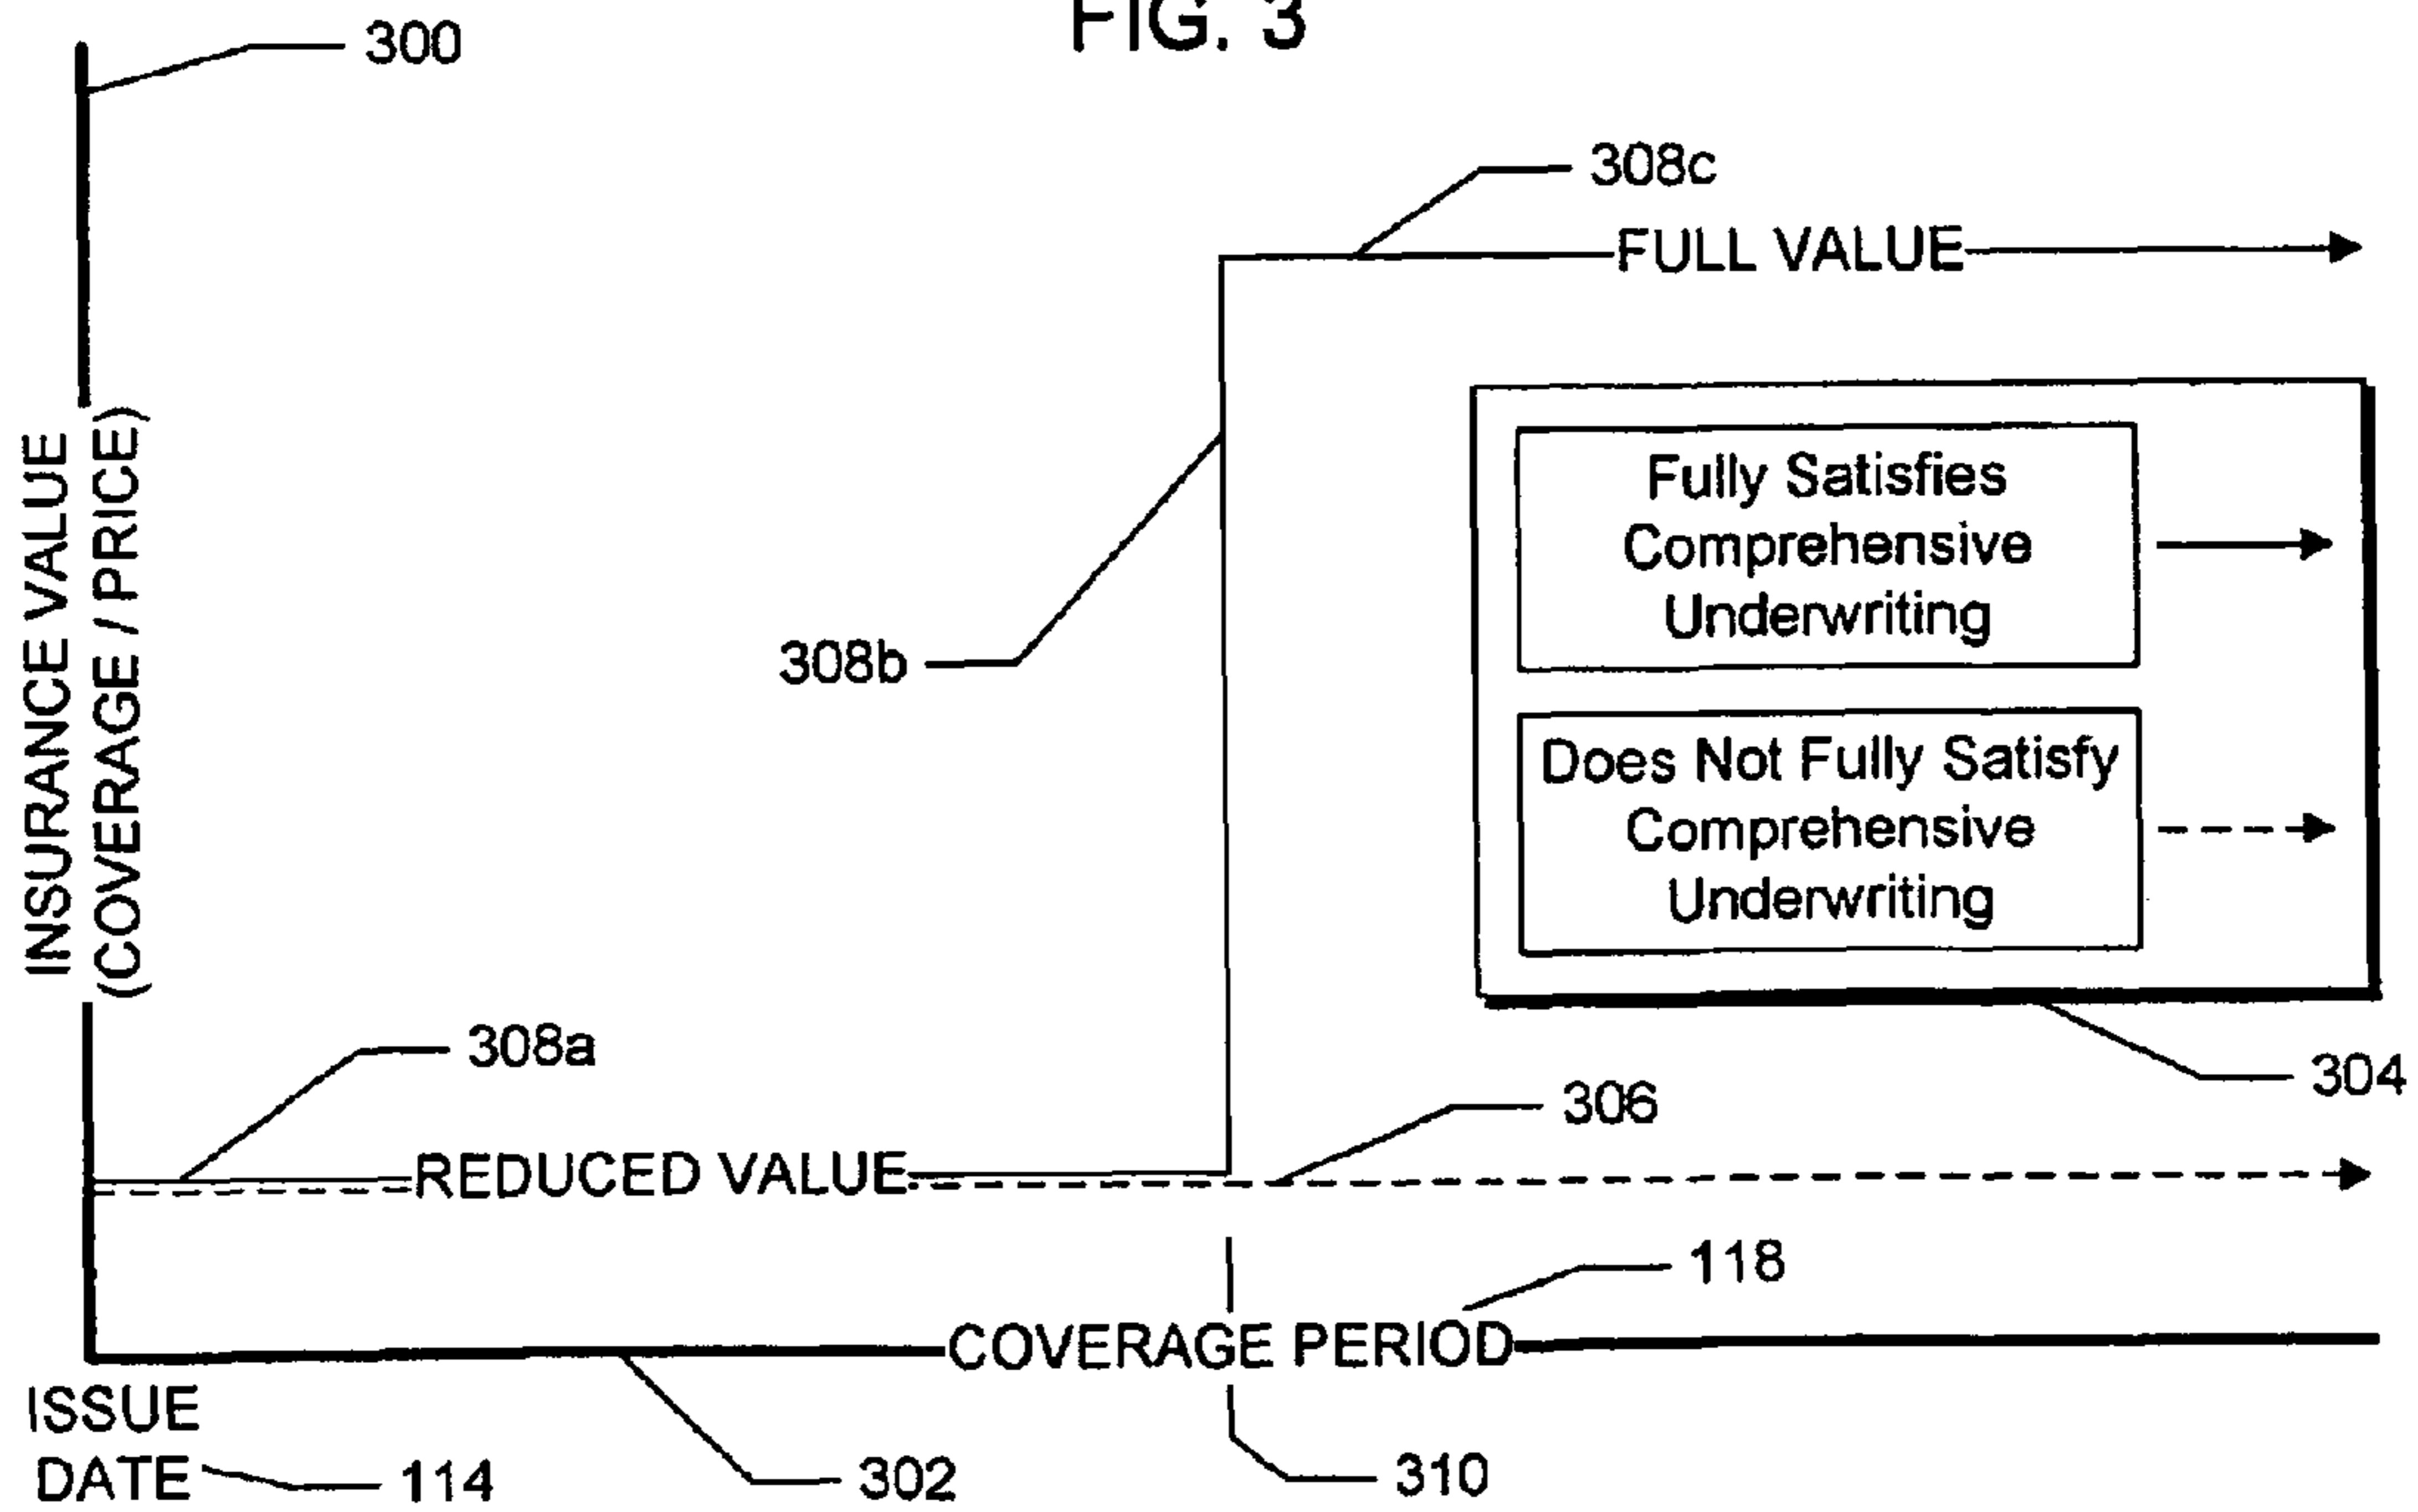 FIG. 3
300
308c
FULL VALUE
INSURANCE VALUE
(COVERAGE / PRICE)
Fully Satisfies
Comprehensive
Underwriting
308b
Does Not Fully Satisfy
Comprehensive
Underwriting
308a
304
306
REDUCED VALUE
118
COVERAGE PERIOD
ISSUE
DATE
114
302
310